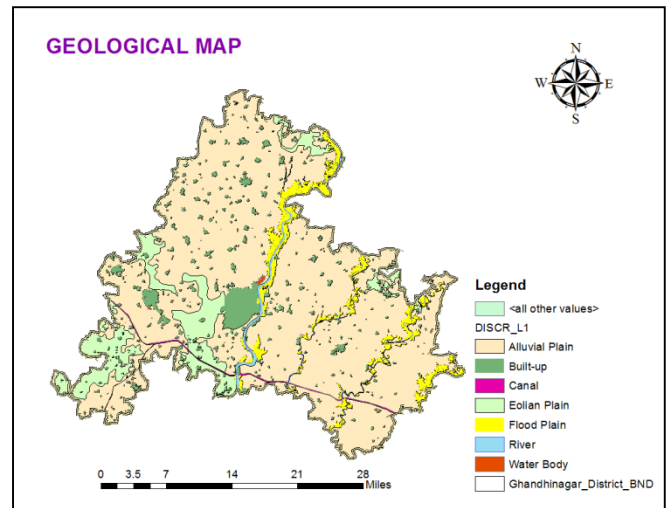 GEOLOGICAL MAP
N
W E
S
Legend
<all other values>
DISCR_L1
Alluvial Plain
Built-up
Canal
Eolian Plain
Flood Plain
River
Water Body
Ghandhinagar_District_BND
0 3.5 7 14 21 28
Miles